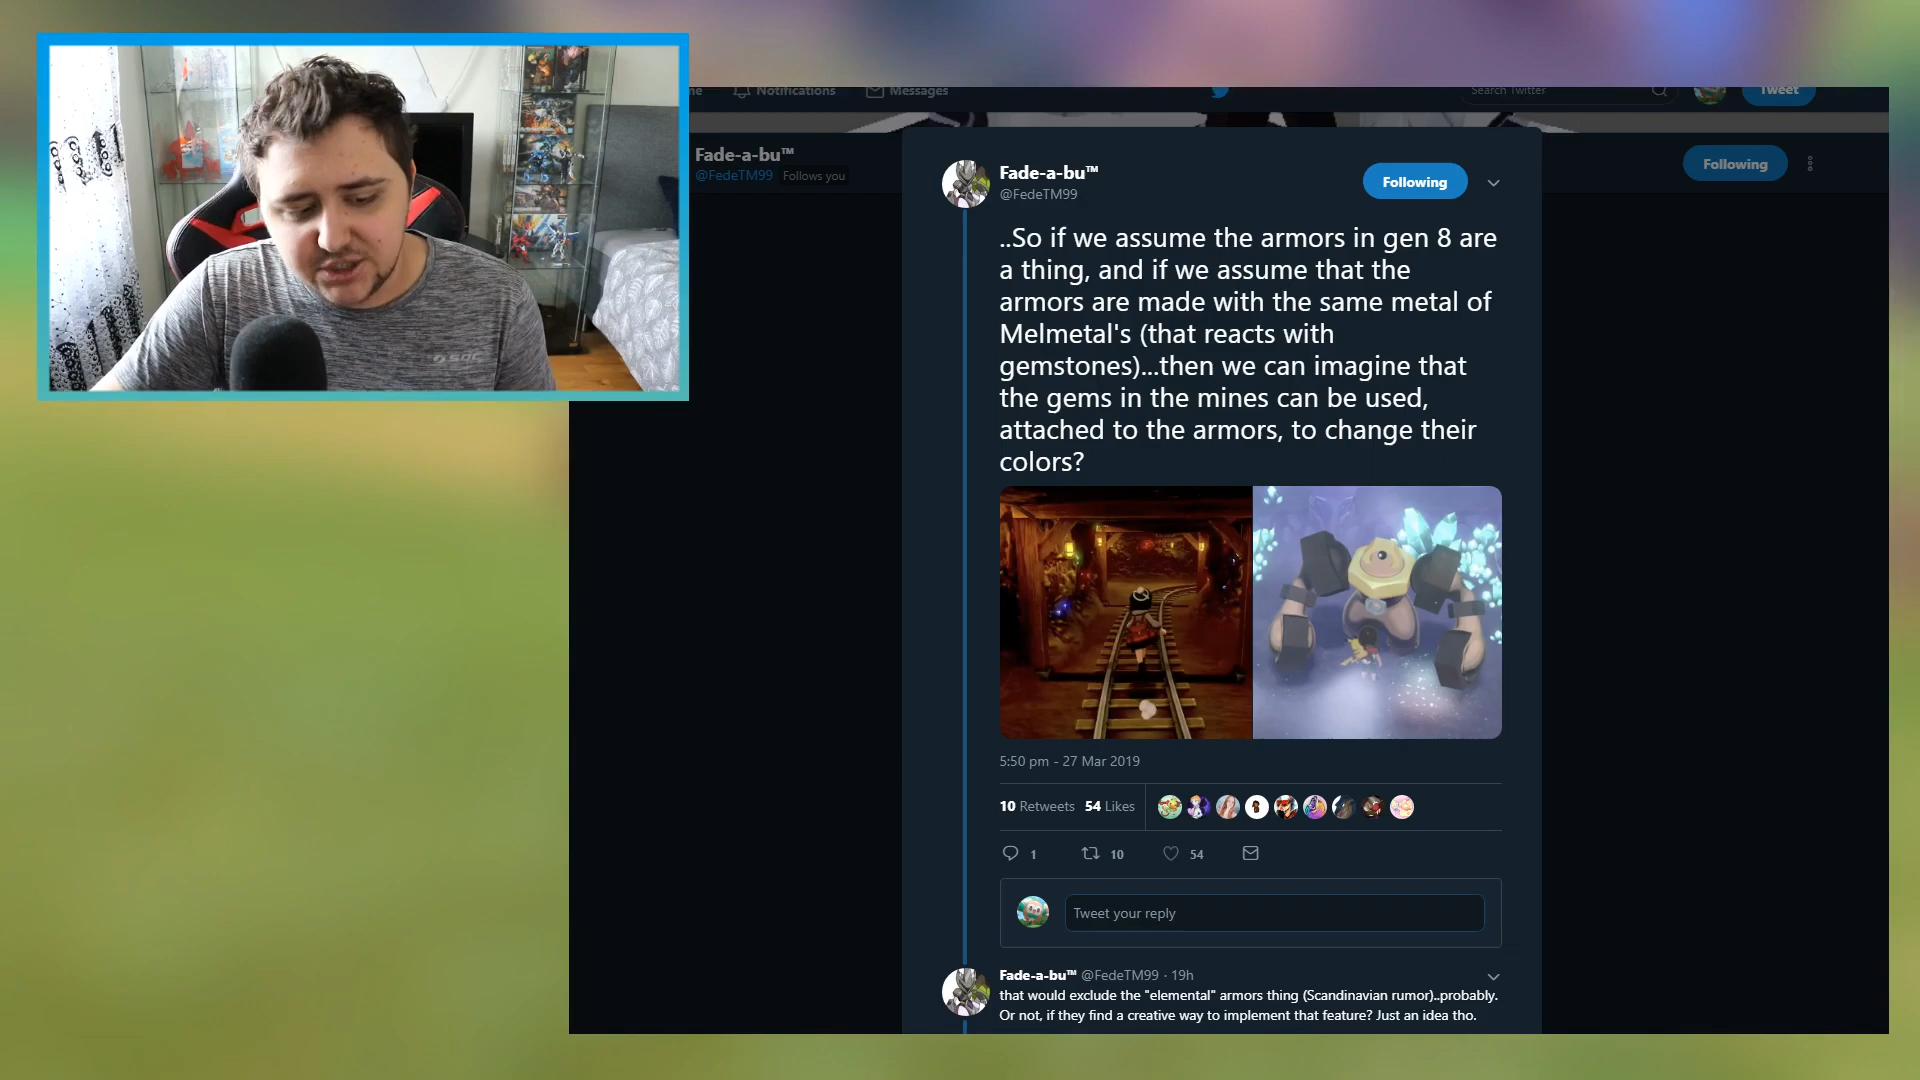 Notifications
Messages
Search Twitter
Tweet
Fade-a-bu™
@FedeTM99 Follows you
Following
Fade-a-bu™
@FedeTM99
Following
..So if we assume the armors in gen 8 are
a thing, and if we assume that the
armors are made with the same metal of
Melmetal's (that reacts with
gemstones)...then we can imagine that
the gems in the mines can be used,
attached to the armors, to change their
colors?
5:50 pm - 27 Mar 2019
10 Retweets 54 Likes
1 10 54
Tweet your reply
Fade-a-bu™ @FedeTM99 · 19h
that would exclude the "elemental" armors thing (Scandinavian rumor)..probably.
Or not, if they find a creative way to implement that feature? Just an idea tho.